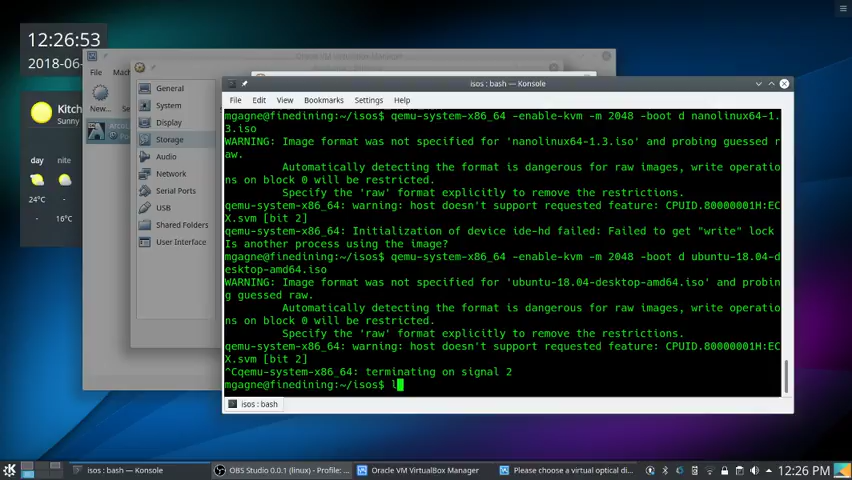 12:26:53
2018-06-
Kitch
Sunny
day nite
24°C -
- 16°C
Oracle VM VirtualBox Manager
File Mach
New...
General
System
Display
Storage
Audio
Network
Serial Ports
USB
Shared Folders
User Interface
isos : bash — Konsole
File Edit View Bookmarks Settings Help
mgagne@finedining:~/isos$ qemu-system-x86_64 -enable-kvm -m 2048 -boot d nanolinux64-1.
3.iso
WARNING: Image format was not specified for 'nanolinux64-1.3.iso' and probing guessed r
aw.
Automatically detecting the format is dangerous for raw images, write operatio
ns on block 0 will be restricted.
Specify the 'raw' format explicitly to remove the restrictions.
qemu-system-x86_64: warning: host doesn't support requested feature: CPUID.80000001H:EC
X.svm [bit 2]
qemu-system-x86_64: Initialization of device ide-hd failed: Failed to get "write" lock
Is another process using the image?
mgagne@finedining:~/isos$ qemu-system-x86_64 -enable-kvm -m 2048 -boot d ubuntu-18.04-d
esktop-amd64.iso
WARNING: Image format was not specified for 'ubuntu-18.04-desktop-amd64.iso' and probin
g guessed raw.
Automatically detecting the format is dangerous for raw images, write operatio
ns on block 0 will be restricted.
Specify the 'raw' format explicitly to remove the restrictions.
qemu-system-x86_64: warning: host doesn't support requested feature: CPUID.80000001H:EC
X.svm [bit 2]
^Cqemu-system-x86_64: terminating on signal 2
mgagne@finedining:~/isos$ l
isos : bash
isos : bash — Konsole
OBS Studio 0.0.1 (linux) - Profile: ...
Oracle VM VirtualBox Manager
Please choose a virtual optical di...
12:26 PM